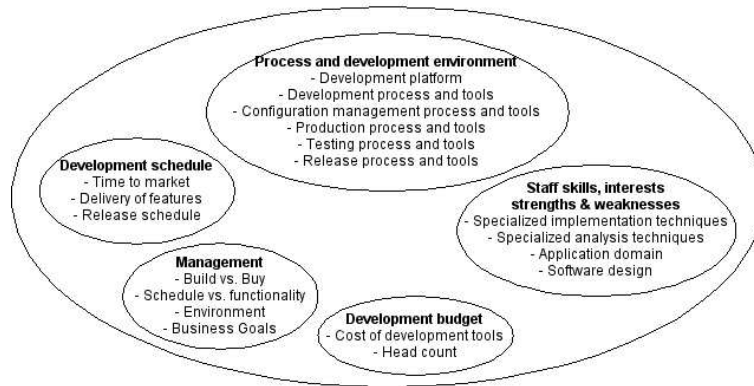 Process and development environment
- Development platform
- Development process and tools
- Configuration management process and tools
- Production process and tools
- Testing process and tools
- Release process and tools
Development schedule
- Time to market
- Delivery of features
- Release schedule
Staff skills, interests
strengths & weaknesses
- Specialized implementation techniques
- Specialized analysis techniques
- Application domain
- Software design
Management
- Build vs. Buy
- Schedule vs. functionality
- Environment
- Business Goals
Development budget
- Cost of development tools
- Head count